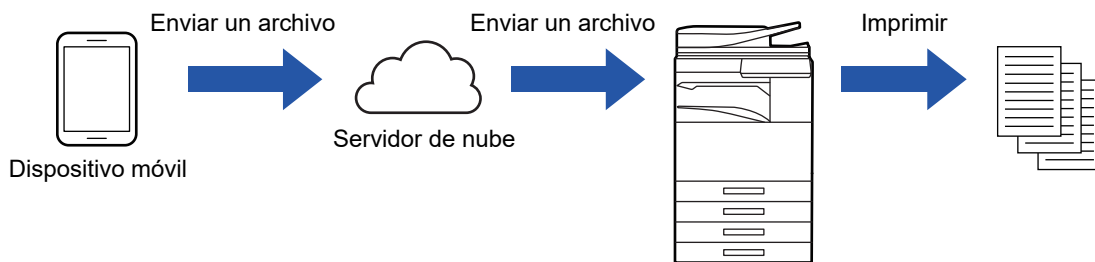 Enviar un archivo
Enviar un archivo
Imprimir
Servidor de nube
Dispositivo móvil